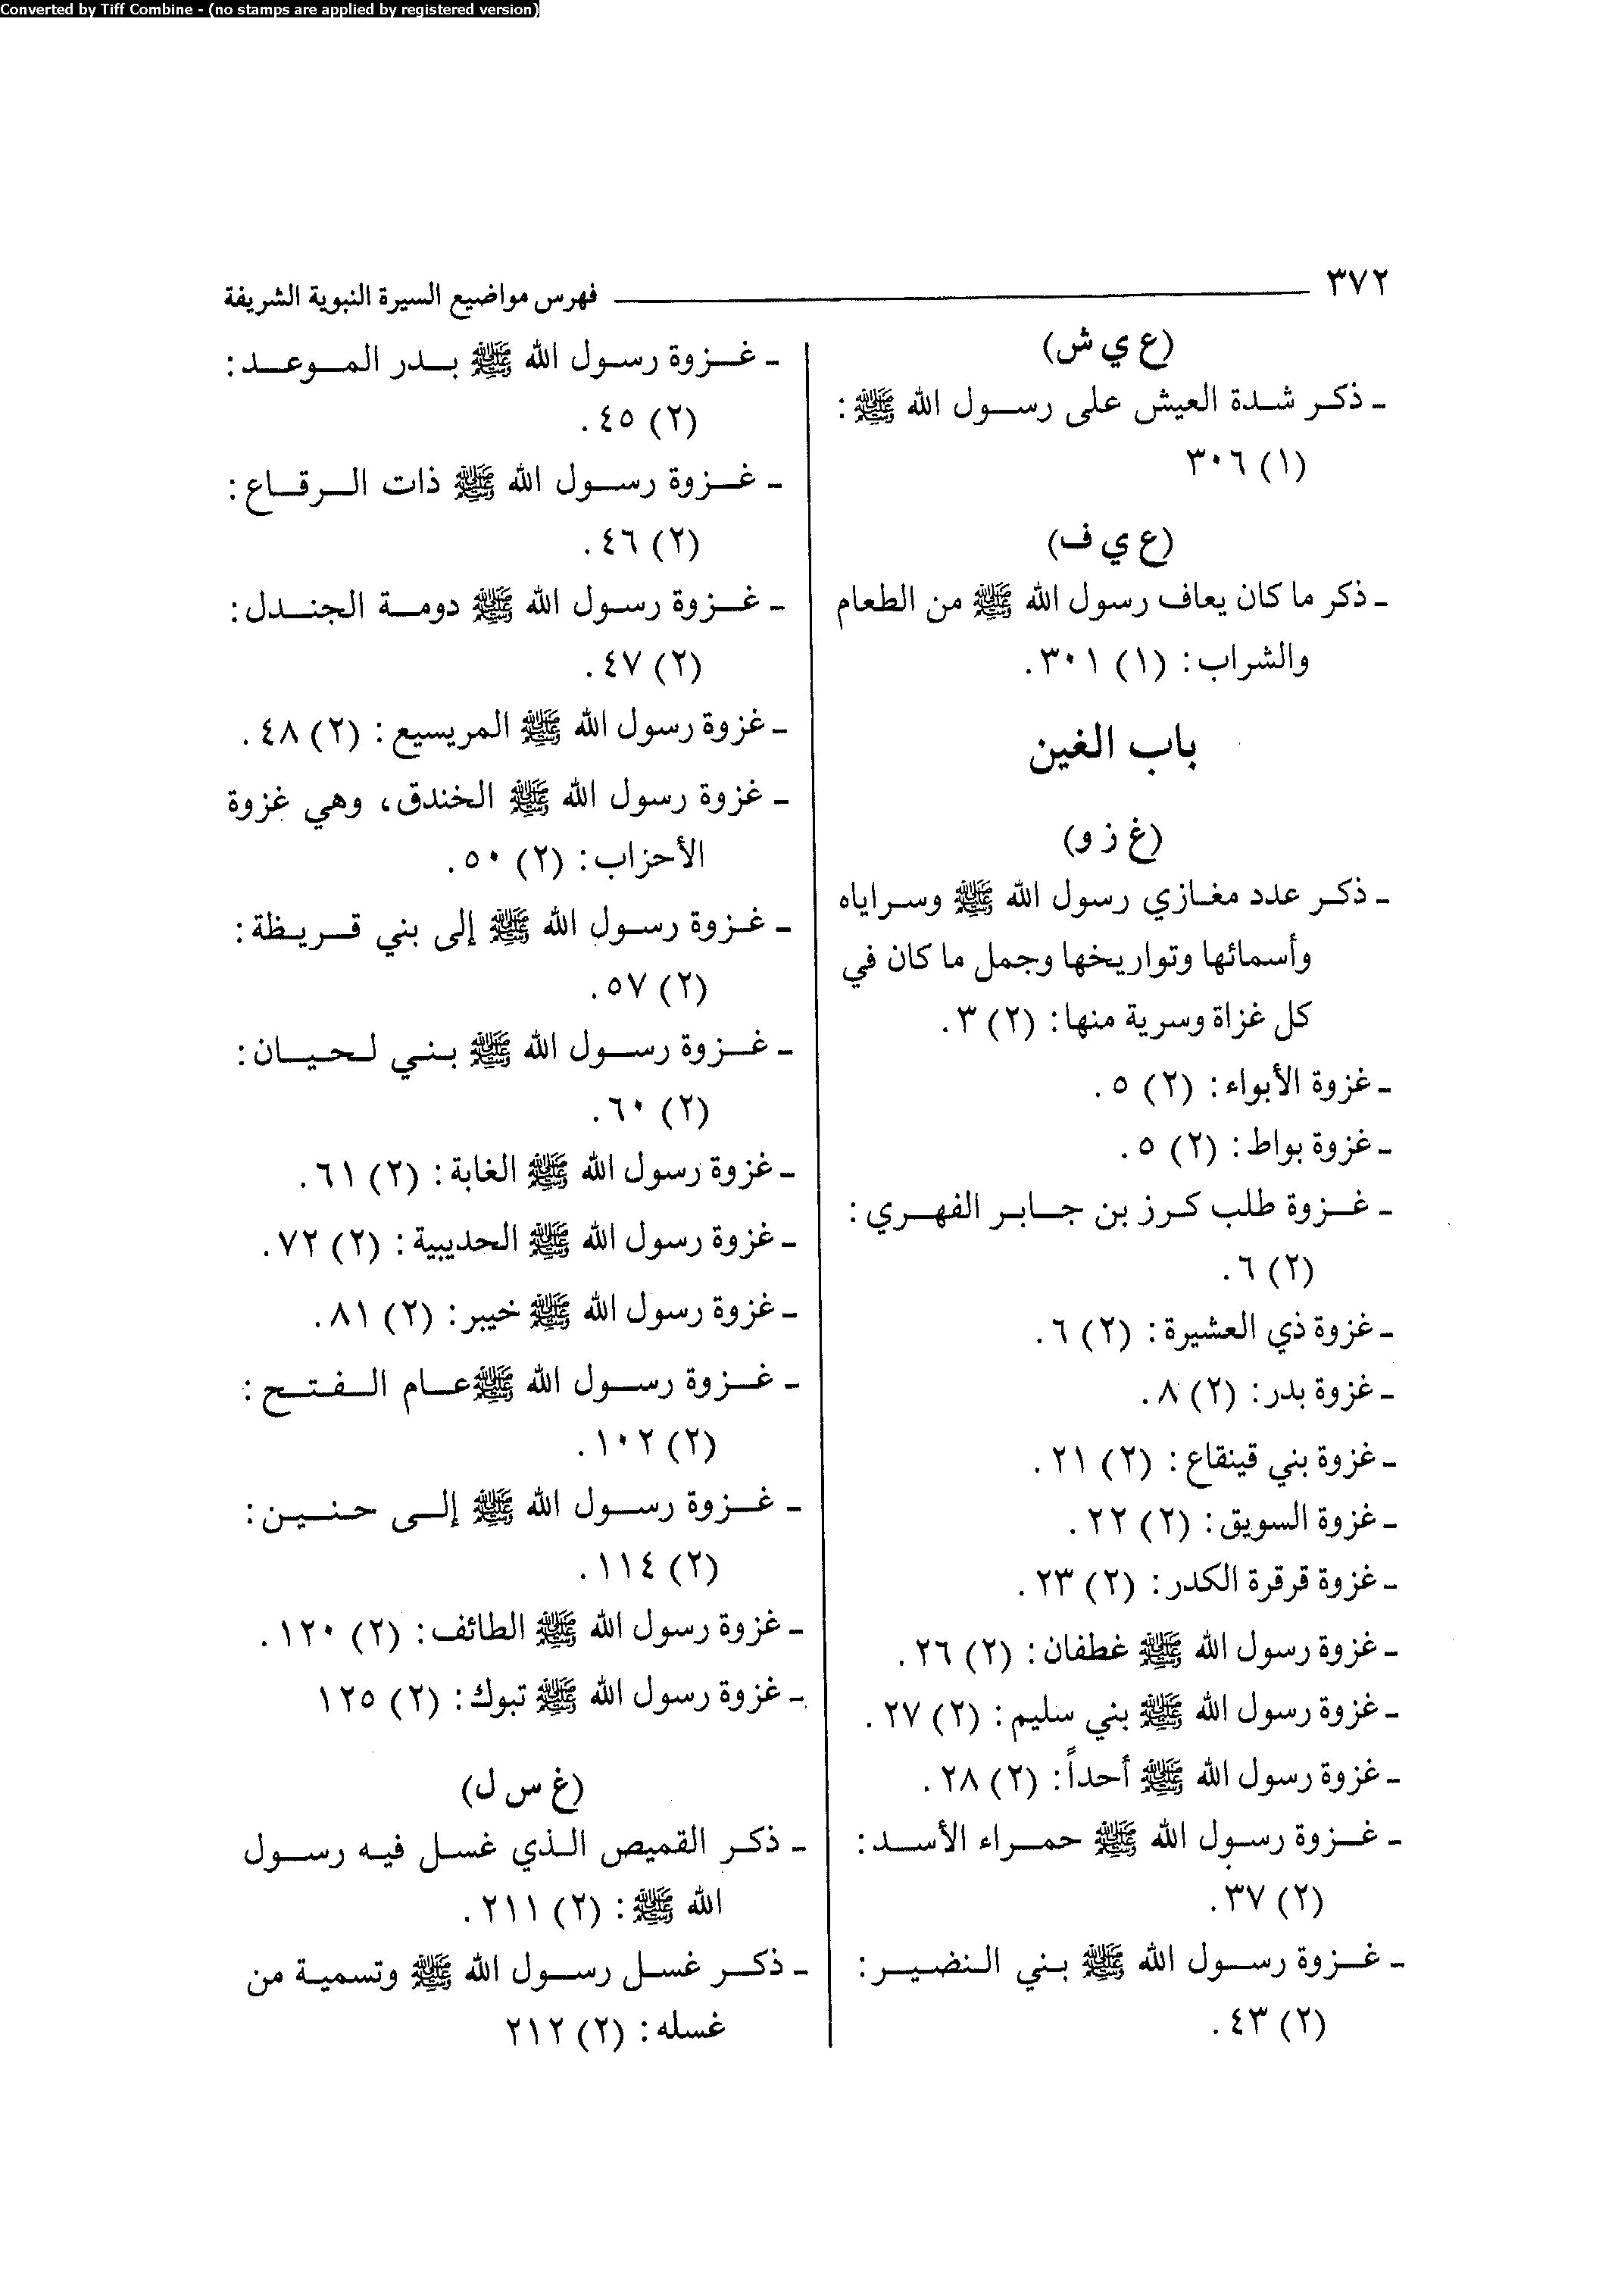 Converted by Tiff Combine - (no stamps are applied by registered version)
٣٧٢ فهرس مواضيع السيرة النبوية الشريفة
(ع ي ش)
- ذكر شدة العيش على رسول الله ﷺ:
(١) ٣٠٦
(ع ي ف)
- ذكر ما كان يعاف رسول الله ﷺ من الطعام
والشراب: (١) ٣٠١.
باب الغين
(غ ز و)
- ذكر عدد مغازي رسول الله ﷺ وسراياه
وأسمائها وتواريخها وجمل ما كان في
كل غزاة وسرية منها: (٢) ٣.
- غزوة الأبواء: (٢) ٥.
- غزوة بواط: (٢) ٥.
- غزوة طلب كرز بن جابر الفهري:
(٢) ٦.
- غزوة ذي العشيرة: (٢) ٦.
- غزوة بدر: (٢) ٨.
- غزوة بني قينقاع: (٢) ٢١.
- غزوة السويق: (٢) ٢٢.
- غزوة قرقرة الكدر: (٢) ٢٣.
- غزوة رسول الله ﷺ غطفان: (٢) ٢٦.
- غزوة رسول الله ﷺ بني سليم: (٢) ٢٧.
- غزوة رسول الله ﷺ أحداً: (٢) ٢٨.
- غزوة رسول الله ﷺ حمراء الأسد:
(٢) ٣٧.
- غزوة رسول الله ﷺ بني النضير:
(٢) ٤٣.
- غزوة رسول الله ﷺ بدر الموعد:
(٢) ٤٥.
- غزوة رسول الله ﷺ ذات الرقاع:
(٢) ٤٦.
- غزوة رسول الله ﷺ دومة الجندل:
(٢) ٤٧.
- غزوة رسول الله ﷺ المريسيع: (٢) ٤٨.
- غزوة رسول الله ﷺ الخندق، وهي غزوة
الأحزاب: (٢) ٥٠.
- غزوة رسول الله ﷺ إلى بني قريظة:
(٢) ٥٧.
- غزوة رسول الله ﷺ بني لحيان:
(٢) ٦٠.
- غزوة رسول الله ﷺ الغابة: (٢) ٦١.
- غزوة رسول الله ﷺ الحديبية: (٢) ٧٢.
- غزوة رسول الله ﷺ خيبر: (٢) ٨١.
- غزوة رسول الله ﷺ عام الفتح:
(٢) ١٠٢.
- غزوة رسول الله ﷺ إلى حنين:
(٢) ١١٤.
- غزوة رسول الله ﷺ الطائف: (٢) ١٢٠.
- غزوة رسول الله ﷺ تبوك: (٢) ١٢٥
(غ س ل)
- ذكر القميص الذي غسل فيه رسول
الله ﷺ: (٢) ٢١١.
- ذكر غسل رسول الله ﷺ وتسمية من
غسله: (٢) ٢١٢